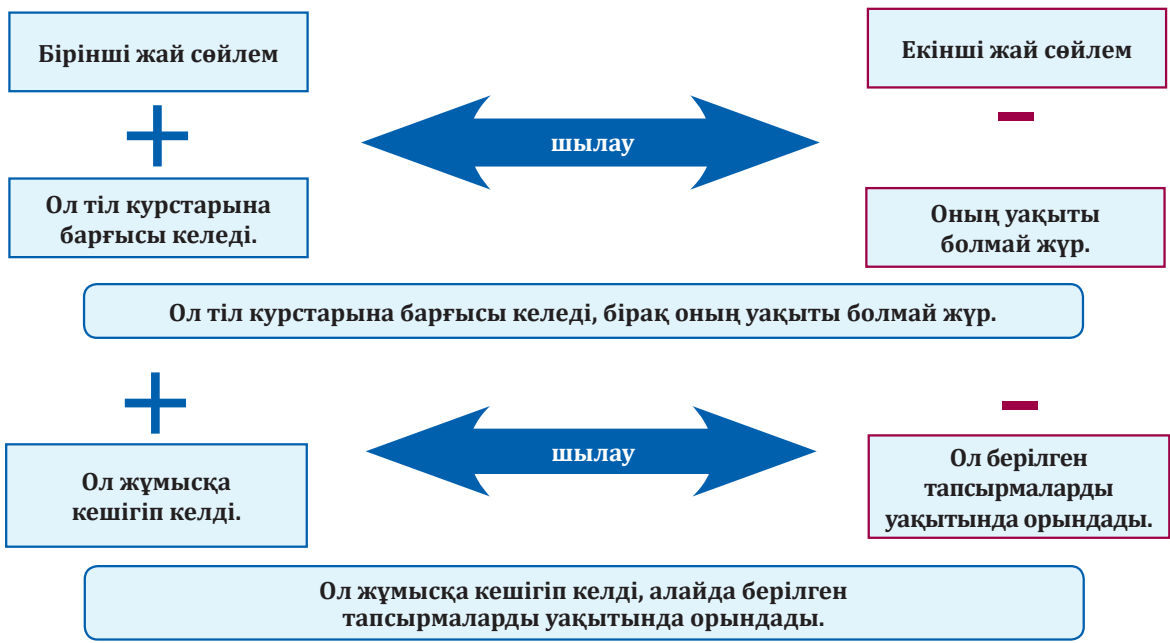 Бірінші жай сөйлем
Екінші жай сөйлем
+
шылау
–
Ол тіл курстарына
барғысы келеді.
Оның уақыты
болмай жүр.
Ол тіл курстарына барғысы келеді, бірақ оның уақыты болмай жүр.
+
шылау
–
Ол жұмысқа
кешігіп келді.
Ол берілген
тапсырмаларды
уақытында орындады.
Ол жұмысқа кешігіп келді, алайда берілген
тапсырмаларды уақытында орындады.